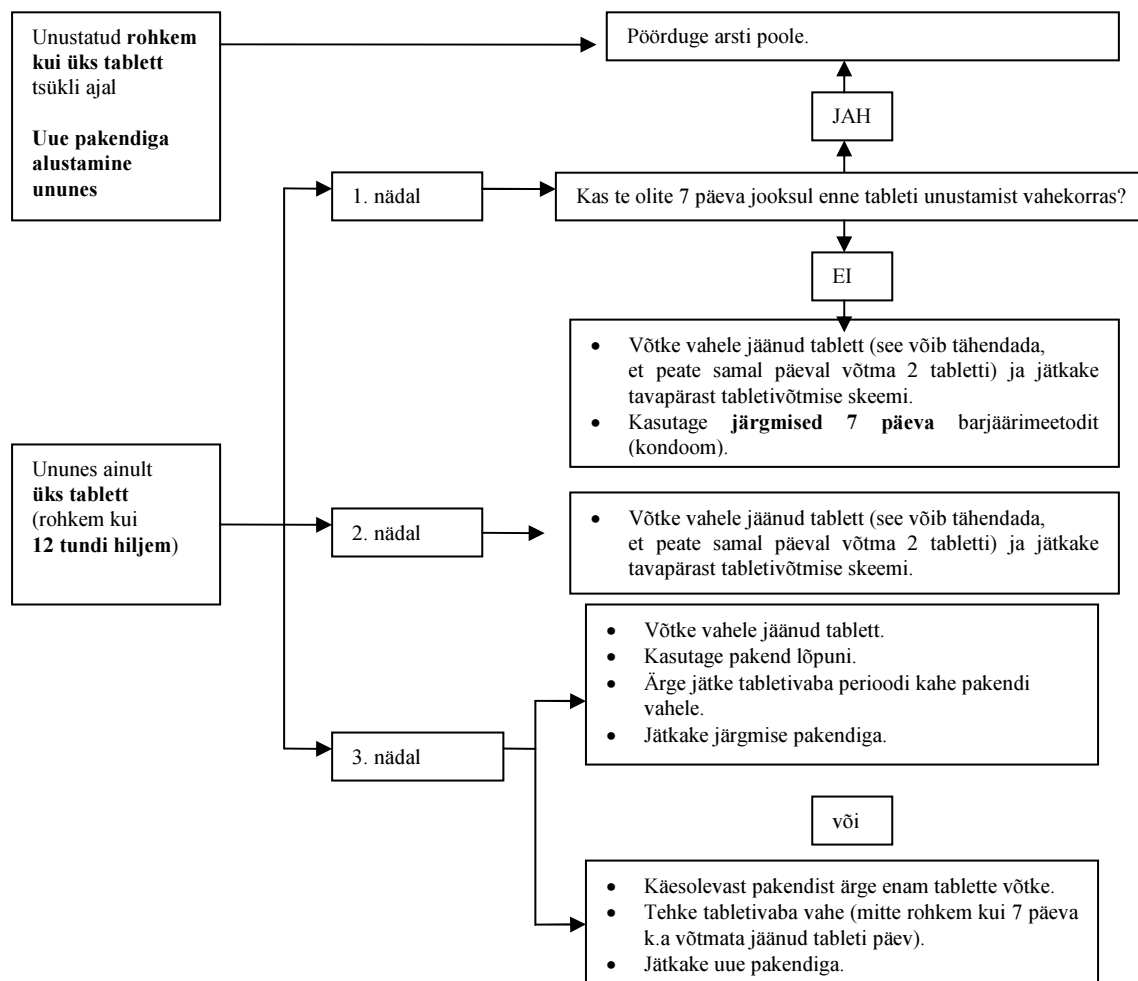 Unustatud rohkem
kui üks tablett
tsükli ajal
Uue pakendiga
alustamine
ununes
Pöörduge arsti poole.
JAH
1. nädal
Kas te olite 7 päeva jooksul enne tableti unustamist vahekorras?
EI
• Võtke vahele jäänud tablett (see võib tähendada,
et peate samal päeval võtma 2 tabletti) ja jätkake
tavapärast tabletivõtmise skeemi.
• Kasutage järgmised 7 päeva barjäärimeetodit
(kondoom).
Ununes ainult
üks tablett
(rohkem kui
12 tundi hiljem)
2. nädal
• Võtke vahele jäänud tablett (see võib tähendada,
et peate samal päeval võtma 2 tabletti) ja jätkake
tavapärast tabletivõtmise skeemi.
3. nädal
• Võtke vahele jäänud tablett.
• Kasutage pakend lõpuni.
• Ärge jätke tabletivaba perioodi kahe pakendi
vahele.
• Jätkake järgmise pakendiga.
või
• Käesolevast pakendist ärge enam tablette võtke.
• Tehke tabletivaba vahe (mitte rohkem kui 7 päeva
k.a võtmata jäänud tableti päev).
• Jätkake uue pakendiga.